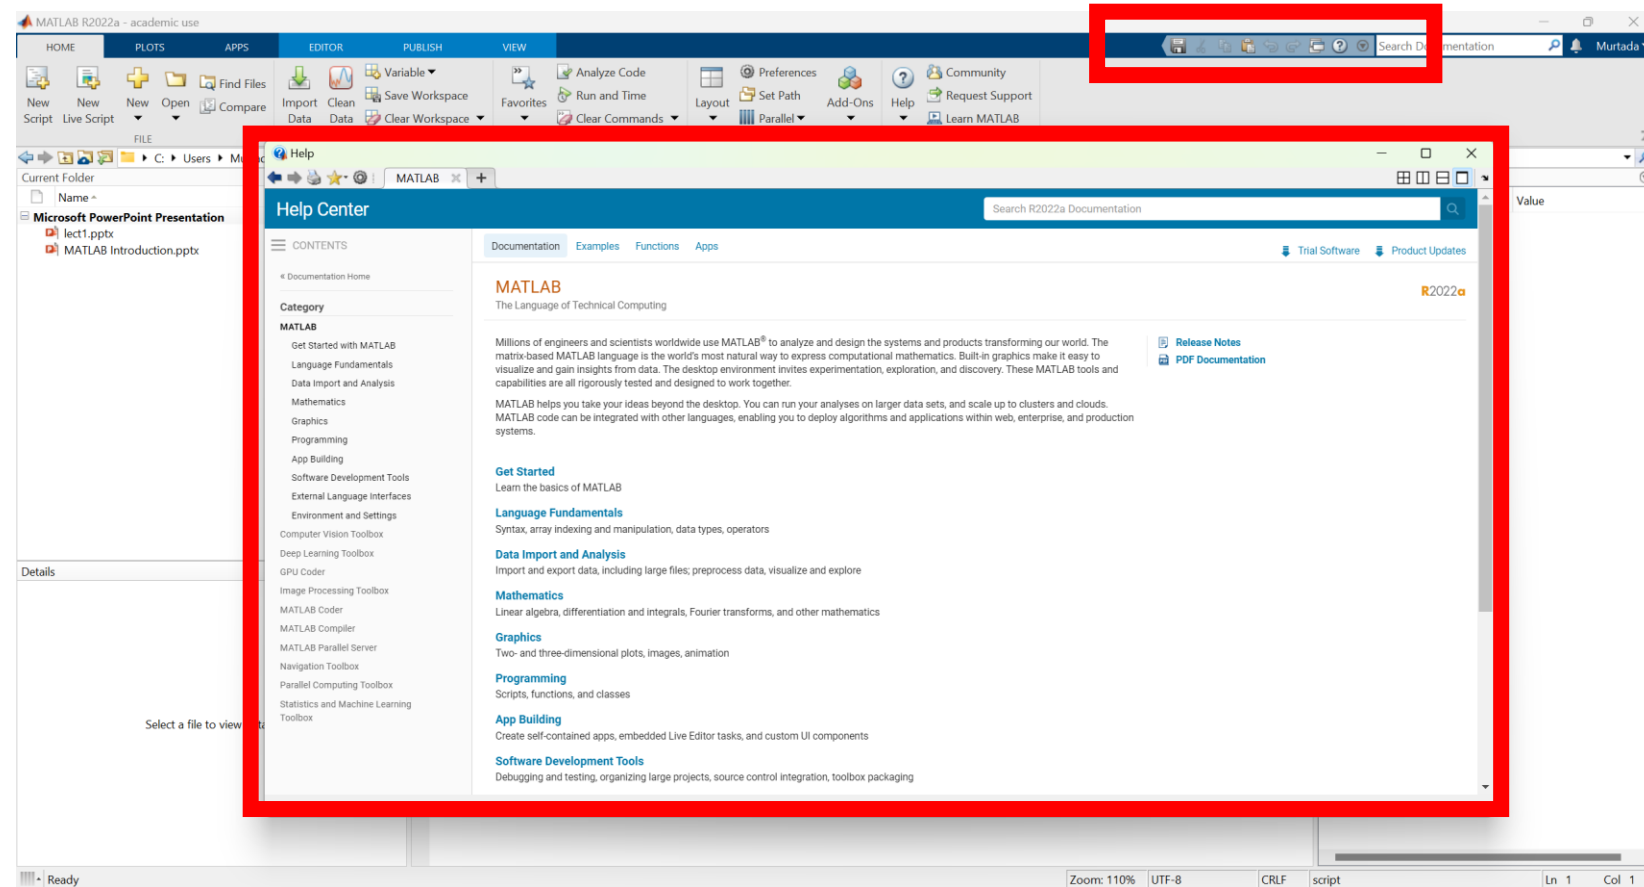 MATLAB R2022a - academic use
HOME PLOTS APPS EDITOR PUBLISH VIEW
Search Documentation
Murtada
New Script
New Live Script
New
Open
Find Files
Compare
FILE
Import Data
Clean Data
Variable
Save Workspace
Clear Workspace
Favorites
Analyze Code
Run and Time
Clear Commands
Layout
Preferences
Set Path
Parallel
Add-Ons
Help
Community
Request Support
Learn MATLAB
C: Users
Current Folder
Name
Microsoft PowerPoint Presentation
lect1.pptx
MATLAB Introduction.pptx
Details
Select a file to view
Value
Help
MATLAB
Help Center
Search R2022a Documentation
CONTENTS
« Documentation Home
Category
MATLAB
Get Started with MATLAB
Language Fundamentals
Data Import and Analysis
Mathematics
Graphics
Programming
App Building
Software Development Tools
External Language Interfaces
Environment and Settings
Computer Vision Toolbox
Deep Learning Toolbox
GPU Coder
Image Processing Toolbox
MATLAB Coder
MATLAB Compiler
MATLAB Parallel Server
Navigation Toolbox
Parallel Computing Toolbox
Statistics and Machine Learning
Toolbox
Documentation Examples Functions Apps
Trial Software Product Updates
MATLAB
The Language of Technical Computing
R2022a
Millions of engineers and scientists worldwide use MATLAB® to analyze and design the systems and products transforming our world. The
matrix-based MATLAB language is the world's most natural way to express computational mathematics. Built-in graphics make it easy to
visualize and gain insights from data. The desktop environment invites experimentation, exploration, and discovery. These MATLAB tools and
capabilities are all rigorously tested and designed to work together.
MATLAB helps you take your ideas beyond the desktop. You can run your analyses on larger data sets, and scale up to clusters and clouds.
MATLAB code can be integrated with other languages, enabling you to deploy algorithms and applications within web, enterprise, and production
systems.
Release Notes
PDF Documentation
Get Started
Learn the basics of MATLAB
Language Fundamentals
Syntax, array indexing and manipulation, data types, operators
Data Import and Analysis
Import and export data, including large files; preprocess data, visualize and explore
Mathematics
Linear algebra, differentiation and integrals, Fourier transforms, and other mathematics
Graphics
Two- and three-dimensional plots, images, animation
Programming
Scripts, functions, and classes
App Building
Create self-contained apps, embedded Live Editor tasks, and custom UI components
Software Development Tools
Debugging and testing, organizing large projects, source control integration, toolbox packaging
Ready
Zoom: 110% UTF-8 CRLF script Ln 1 Col 1